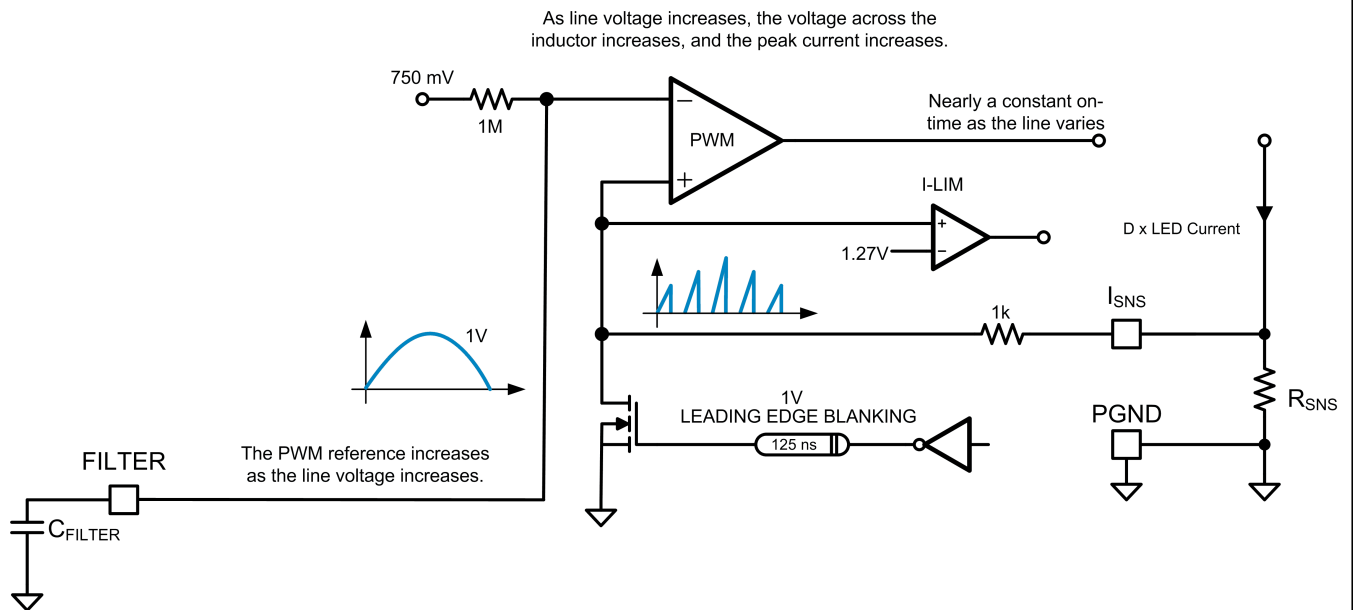 As line voltage increases, the voltage across the
inductor increases, and the peak current increases.
750 mV
1M
−
PWM
+
Nearly a constant on-
time as the line varies
I-LIM
+
−
1.27V
D x LED Current
1k
ISNS
1V
1V
LEADING EDGE BLANKING
125 ns
PGND
RSNS
The PWM reference increases
as the line voltage increases.
FILTER
CFILTER